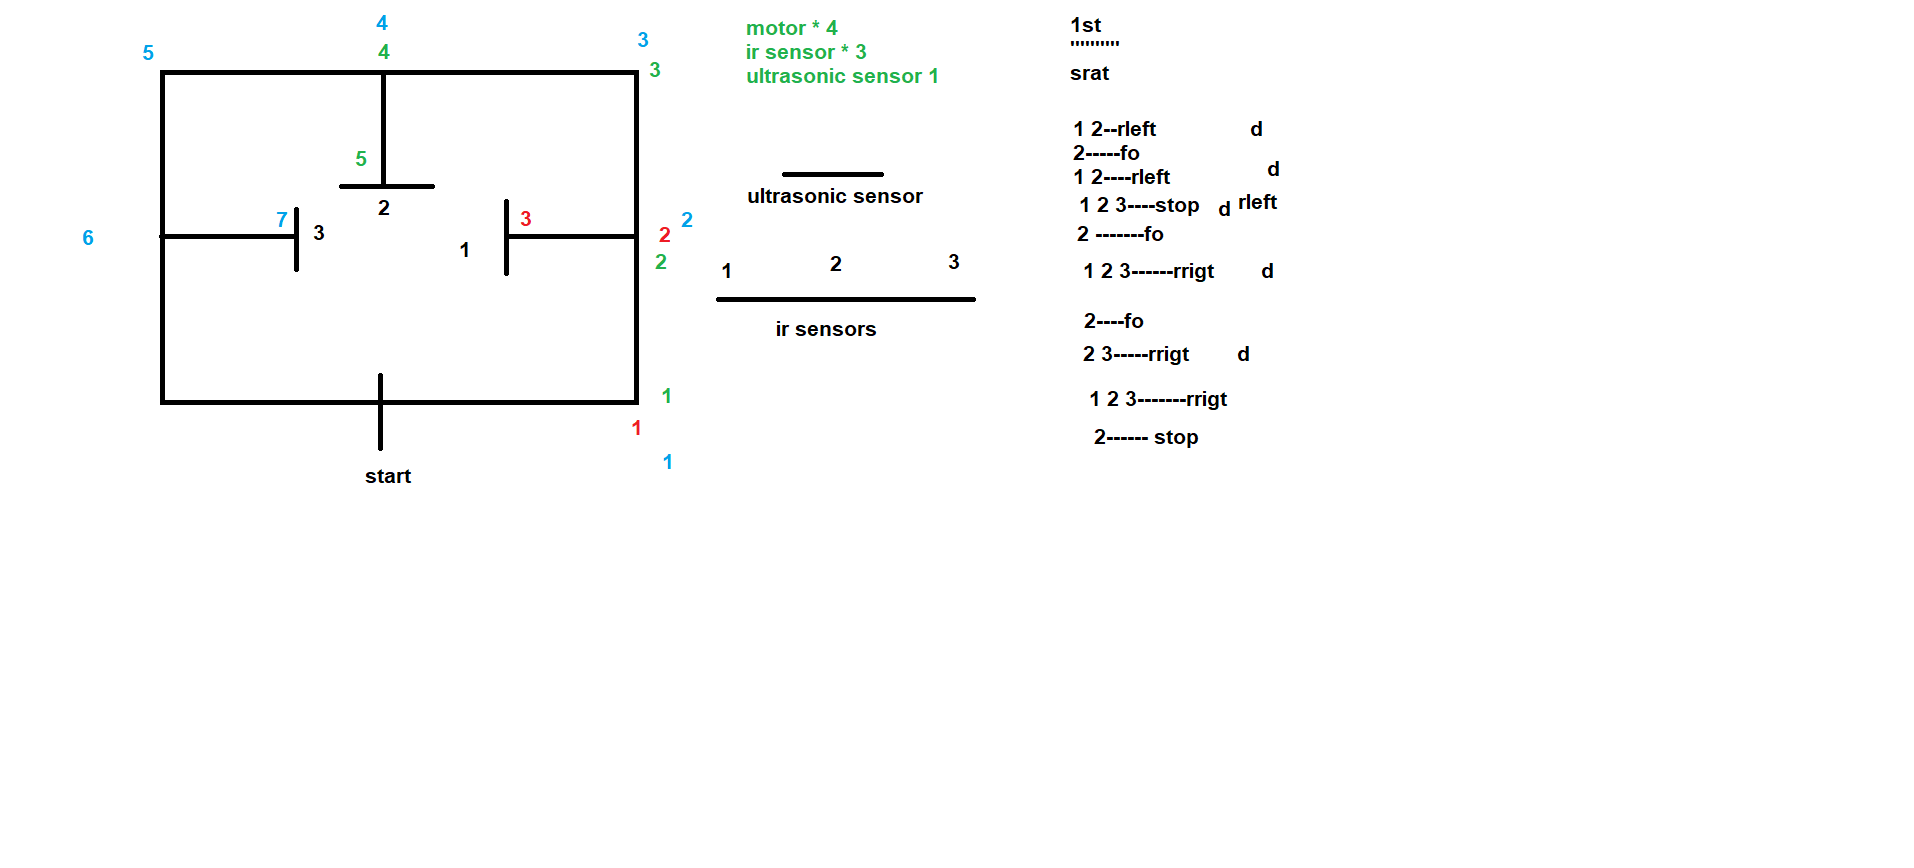 4
4
5
3
3
5
2
7
3
3
1
6
2
2
2
1
1
1
start
motor * 4
ir sensor * 3
ultrasonic sensor 1
ultrasonic sensor
1 2 3
ir sensors
1st
""""""
srat
1 2--rleft d
2-----fo
1 2----rleft d
1 2 3----stop d rleft
2 -------fo
1 2 3------rrigt d
2----fo
2 3-----rrigt d
1 2 3-------rrigt
2------ stop